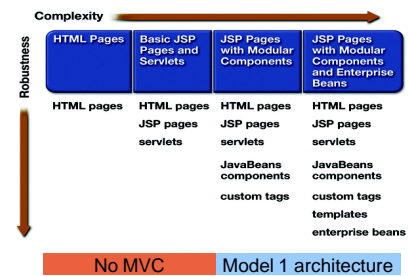 Complexity
Robustness
HTML Pages
Basic JSP
Pages and
Servlets
JSP Pages
with Modular
Components
JSP Pages
with Modular
Components
and Enterprise
Beans
HTML pages
HTML pages
JSP pages
servlets
HTML pages
JSP pages
servlets
JavaBeans
components
custom tags
HTML pages
JSP pages
servlets
JavaBeans
components
custom tags
templates
enterprise beans
No MVC
Model 1 architecture